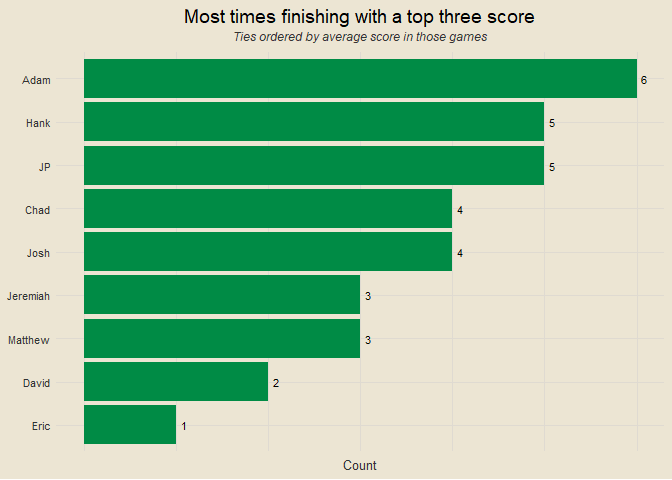 Most times finishing with a top three score
Ties ordered by average score in those games
Adam 6
Hank 5
JP 5
Chad 4
Josh 4
Jeremiah 3
Matthew 3
David 2
Eric 1
Count